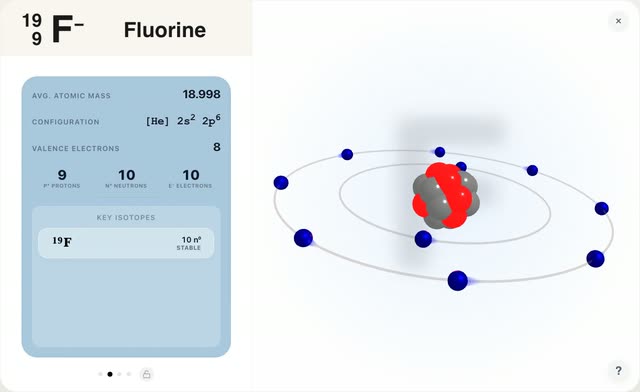 19
9
F−
Fluorine
×
AVG. ATOMIC MASS 18.998
CONFIGURATION [He] 2s² 2p⁶
VALENCE ELECTRONS 8
9 10 10
P⁺ PROTONS N⁰ NEUTRONS E⁻ ELECTRONS
KEY ISOTOPES
¹⁹F 10 n⁰
STABLE
F
?